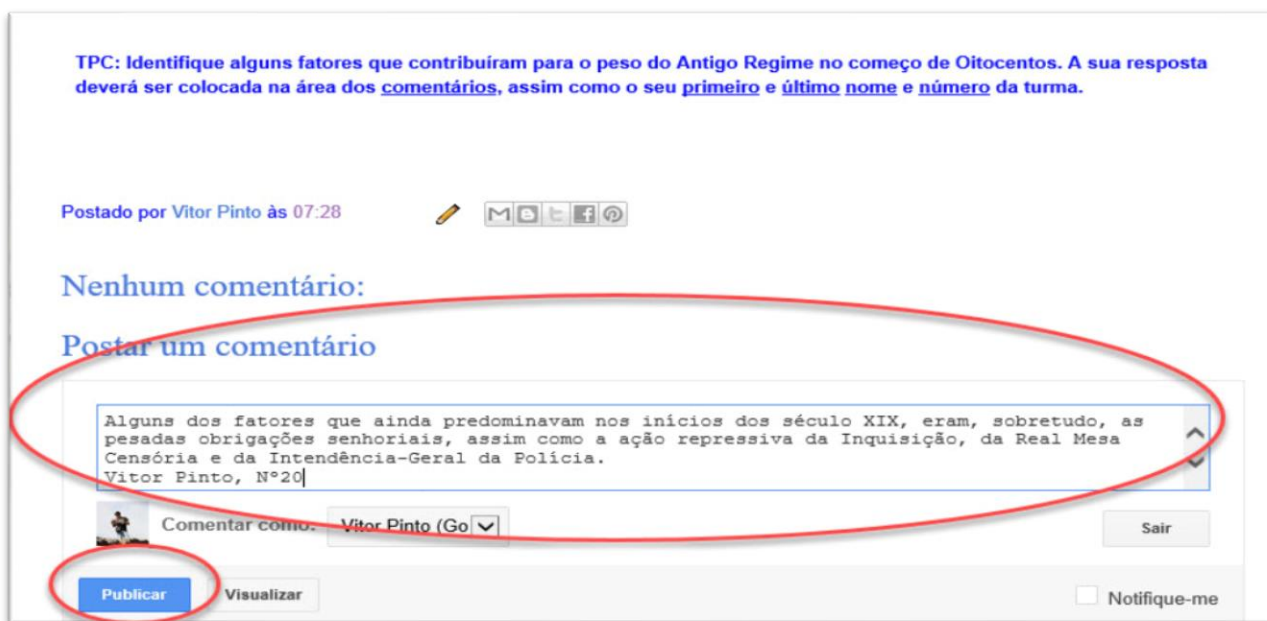 TPC: Identifique alguns fatores que contribuíram para o peso do Antigo Regime no começo de Oitocentos. A sua resposta
deverá ser colocada na área dos comentários, assim como o seu primeiro e último nome e número da turma.
Postado por Vitor Pinto às 07:28
Nenhum comentário:
Postar um comentário
Alguns dos fatores que ainda predominavam nos inícios dos século XIX, eram, sobretudo, as
pesadas obrigações senhoriais, assim como a ação repressiva da Inquisição, da Real Mesa
Censória e da Intendência-Geral da Polícia.
Vitor Pinto, Nº20
Comentar como: Vitor Pinto (Go
Sair
Publicar Visualizar Notifique-me